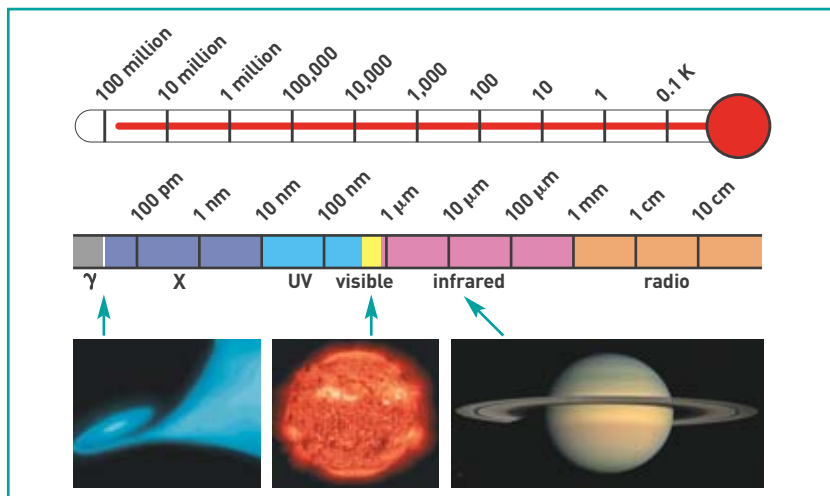 100 million 10 million 1 million 100,000 10,000 1,000 100 10 1 0.1 K
100 pm 1 nm 10 nm 100 nm 1 μm 10 μm 100 μm 1 mm 1 cm 10 cm
γ X UV visible infrared radio